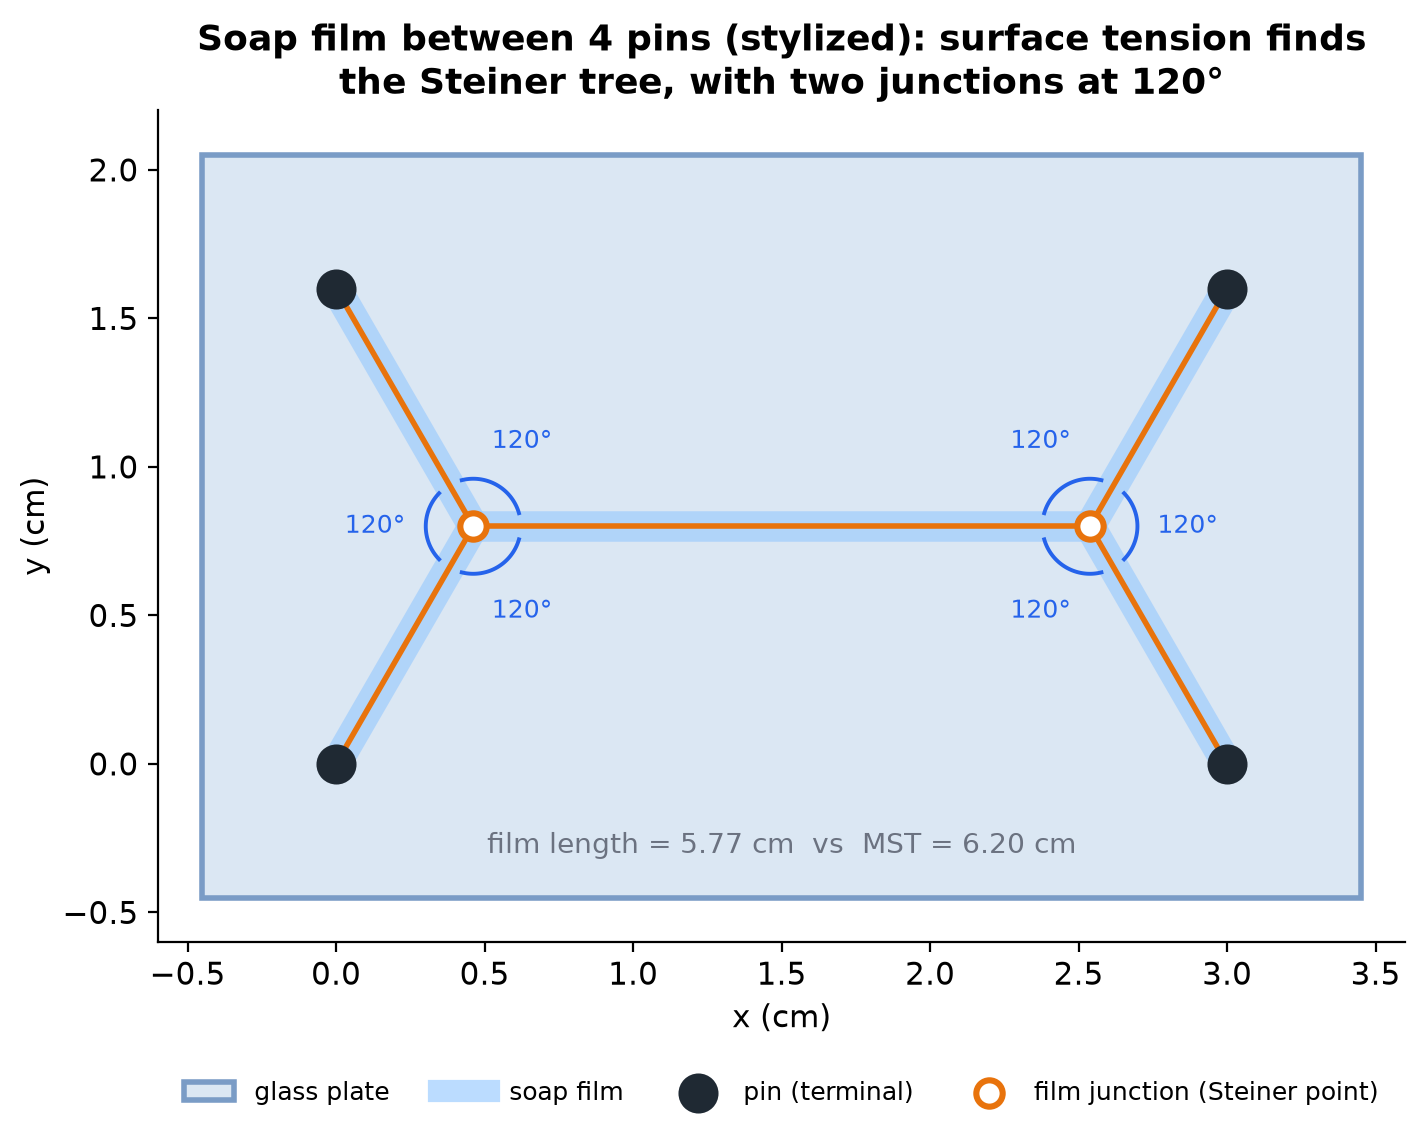 Soap film between 4 pins (stylized): surface tension finds
the Steiner tree, with two junctions at 120°
y (cm)
2.0
1.5
1.0
0.5
0.0
−0.5
120°
120°
120°
120°
120°
120°
film length = 5.77 cm  vs  MST = 6.20 cm
−0.5 0.0 0.5 1.0 1.5 2.0 2.5 3.0 3.5
x (cm)
glass plate
soap film
pin (terminal)
film junction (Steiner point)